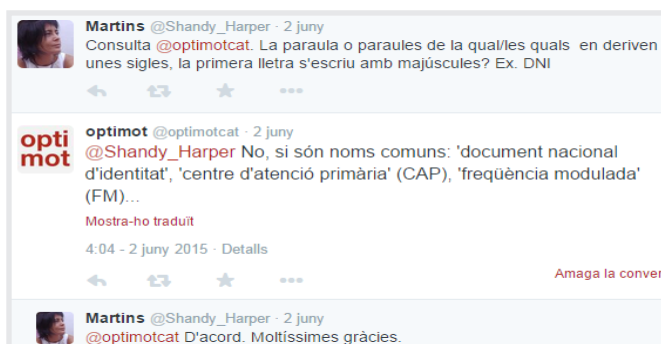 Martins @Shandy_Harper · 2 juny
Consulta @optimotcat. La paraula o paraules de la qual/les quals en deriven
unes sigles, la primera lletra s'escriu amb majúscules? Ex. DNI
opti
mot
optimot @optimotcat · 2 juny
@Shandy_Harper No, si són noms comuns: 'document nacional
d'identitat', 'centre d'atenció primària' (CAP), 'freqüència modulada'
(FM)...
Mostra-ho traduït
4:04 - 2 juny 2015 · Detalls
Amaga la conver
Martins @Shandy_Harper · 2 juny
@optimotcat D'acord. Moltíssimes gràcies.